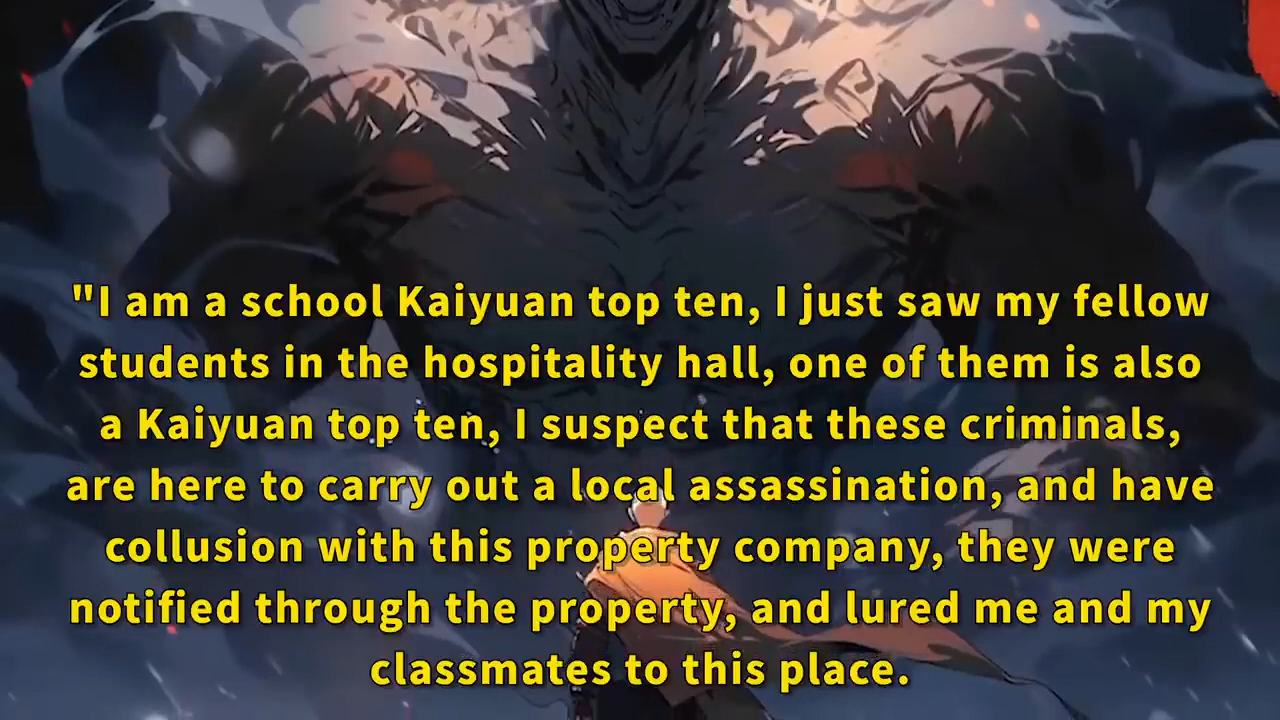 "I am a school Kaiyuan top ten, I just saw my fellow
students in the hospitality hall, one of them is also
a Kaiyuan top ten, I suspect that these criminals,
are here to carry out a local assassination, and have
collusion with this property company, they were
notified through the property, and lured me and my
classmates to this place.